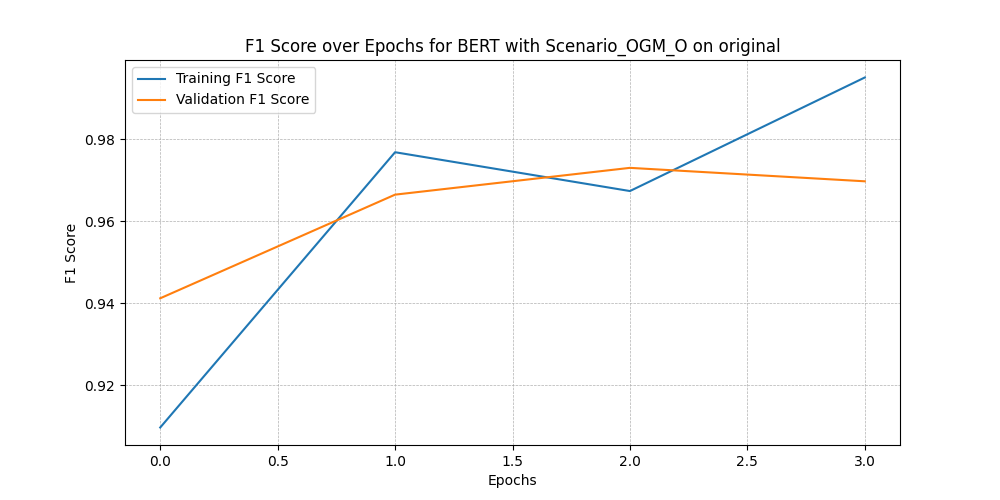 F1 Score over Epochs for BERT with Scenario_OGM_O on original
Training F1 Score
Validation F1 Score
0.98
0.96
0.94
0.92
F1 Score
0.0 0.5 1.0 1.5 2.0 2.5 3.0
Epochs